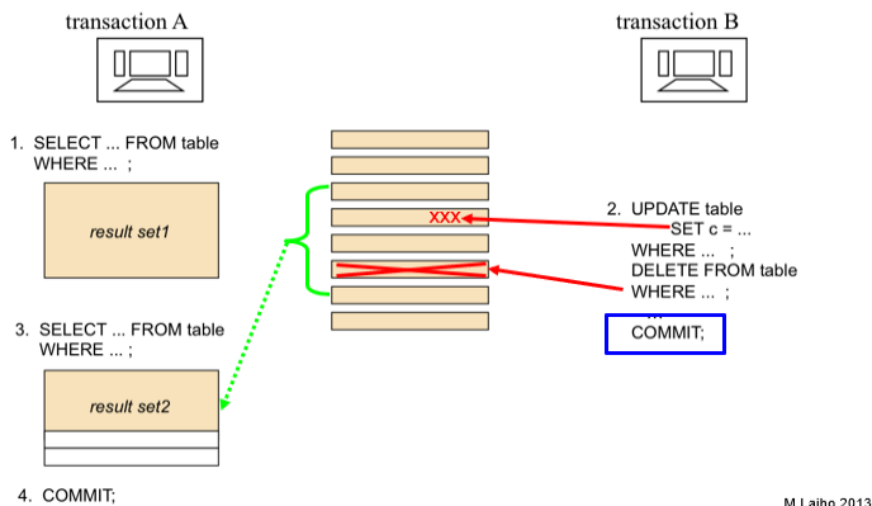 transaction A
transaction B
1. SELECT ... FROM table
WHERE ... ;
result set1
XXX
2. UPDATE table
SET c = ...
WHERE ... ;
DELETE FROM table
WHERE ... ;
...
COMMIT;
3. SELECT ... FROM table
WHERE ... ;
result set2
4. COMMIT;
M Laiho 2013